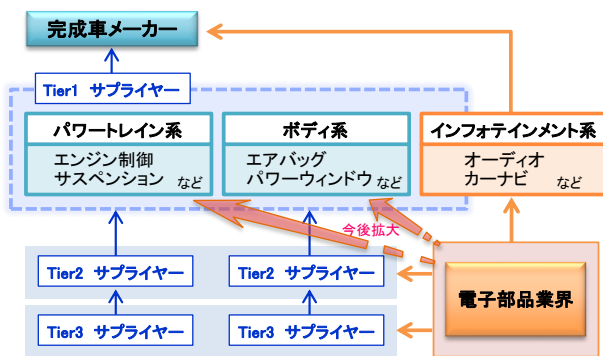 完成車メーカー
Tier1 サプライヤー
パワートレイン系
エンジン制御
サスペンション など
ボディ系
エアバッグ
パワーウィンドウ など
インフォテインメント系
オーディオ
カーナビ など
今後拡大
Tier2 サプライヤー
Tier2 サプライヤー
電子部品業界
Tier3 サプライヤー
Tier3 サプライヤー